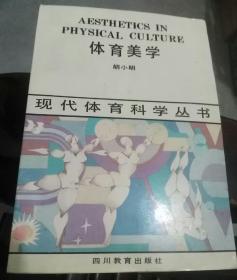 AESTHETICS IN
PHYSICAL CULTURE
体育美学
胡小明
现代体育科学丛书
四川教育出版社